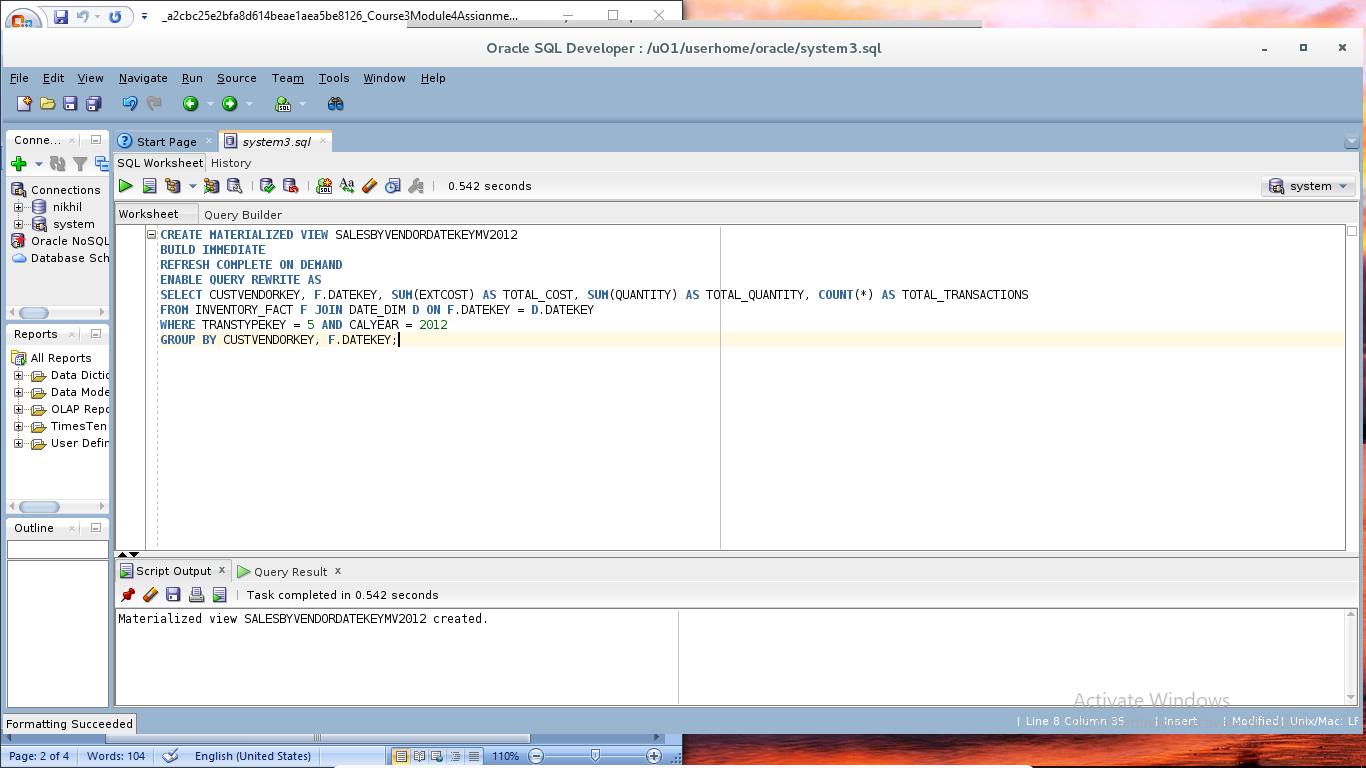 _a2cbc25e2bfa8d614beae1aea5be8126_Course3Module4Assignme...
Oracle SQL Developer : /u01/userhome/oracle/system3.sql
File Edit View Navigate Run Source Team Tools Window Help
Conne...
Start Page
system3.sql
SQL Worksheet History
0.542 seconds
system
Connections
nikhil
system
Oracle NoSQL
Database Sch
Worksheet Query Builder
CREATE MATERIALIZED VIEW SALESBYVENDORDATEKEYMV2012
BUILD IMMEDIATE
REFRESH COMPLETE ON DEMAND
ENABLE QUERY REWRITE AS
SELECT CUSTVENDORKEY, F.DATEKEY, SUM(EXTCOST) AS TOTAL_COST, SUM(QUANTITY) AS TOTAL_QUANTITY, COUNT(*) AS TOTAL_TRANSACTIONS
FROM INVENTORY_FACT F JOIN DATE_DIM D ON F.DATEKEY = D.DATEKEY
WHERE TRANSTYPEKEY = 5 AND CALYEAR = 2012
GROUP BY CUSTVENDORKEY, F.DATEKEY;
Reports
All Reports
Data Dictio
Data Mode
OLAP Repo
TimesTen
User Defin
Outline
Script Output x Query Result x
Task completed in 0.542 seconds
Materialized view SALESBYVENDORDATEKEYMV2012 created.
Activate Windows
Formatting Succeeded
| Line 8 Column 35 | Insert | Modified| Unix/Mac: LF
Page: 2 of 4 Words: 104 English (United States) 110%